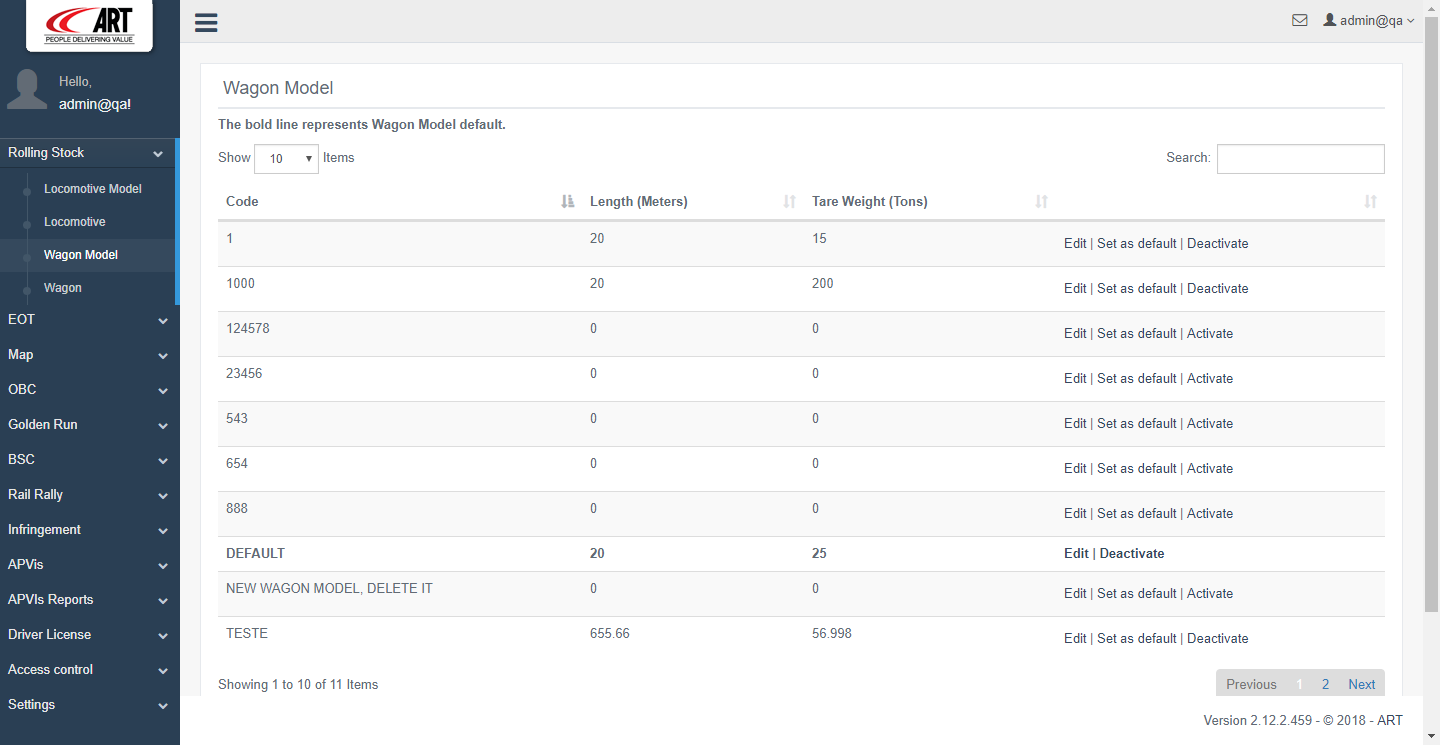 ART
PEOPLE DELIVERING VALUE
admin@qa
Hello,
admin@qa!
Rolling Stock
Locomotive Model
Locomotive
Wagon Model
Wagon
EOT
Map
OBC
Golden Run
BSC
Rail Rally
Infringement
APVis
APVIs Reports
Driver License
Access control
Settings
Wagon Model
The bold line represents Wagon Model default.
Show 10 Items Search:
Code Length (Meters) Tare Weight (Tons)
1 20 15 Edit | Set as default | Deactivate
1000 20 200 Edit | Set as default | Deactivate
124578 0 0 Edit | Set as default | Activate
23456 0 0 Edit | Set as default | Activate
543 0 0 Edit | Set as default | Activate
654 0 0 Edit | Set as default | Activate
888 0 0 Edit | Set as default | Activate
DEFAULT 20 25 Edit | Deactivate
NEW WAGON MODEL, DELETE IT 0 0 Edit | Set as default | Activate
TESTE 655.66 56.998 Edit | Set as default | Deactivate
Showing 1 to 10 of 11 Items Previous 1 2 Next
Version 2.12.2.459 - © 2018 - ART